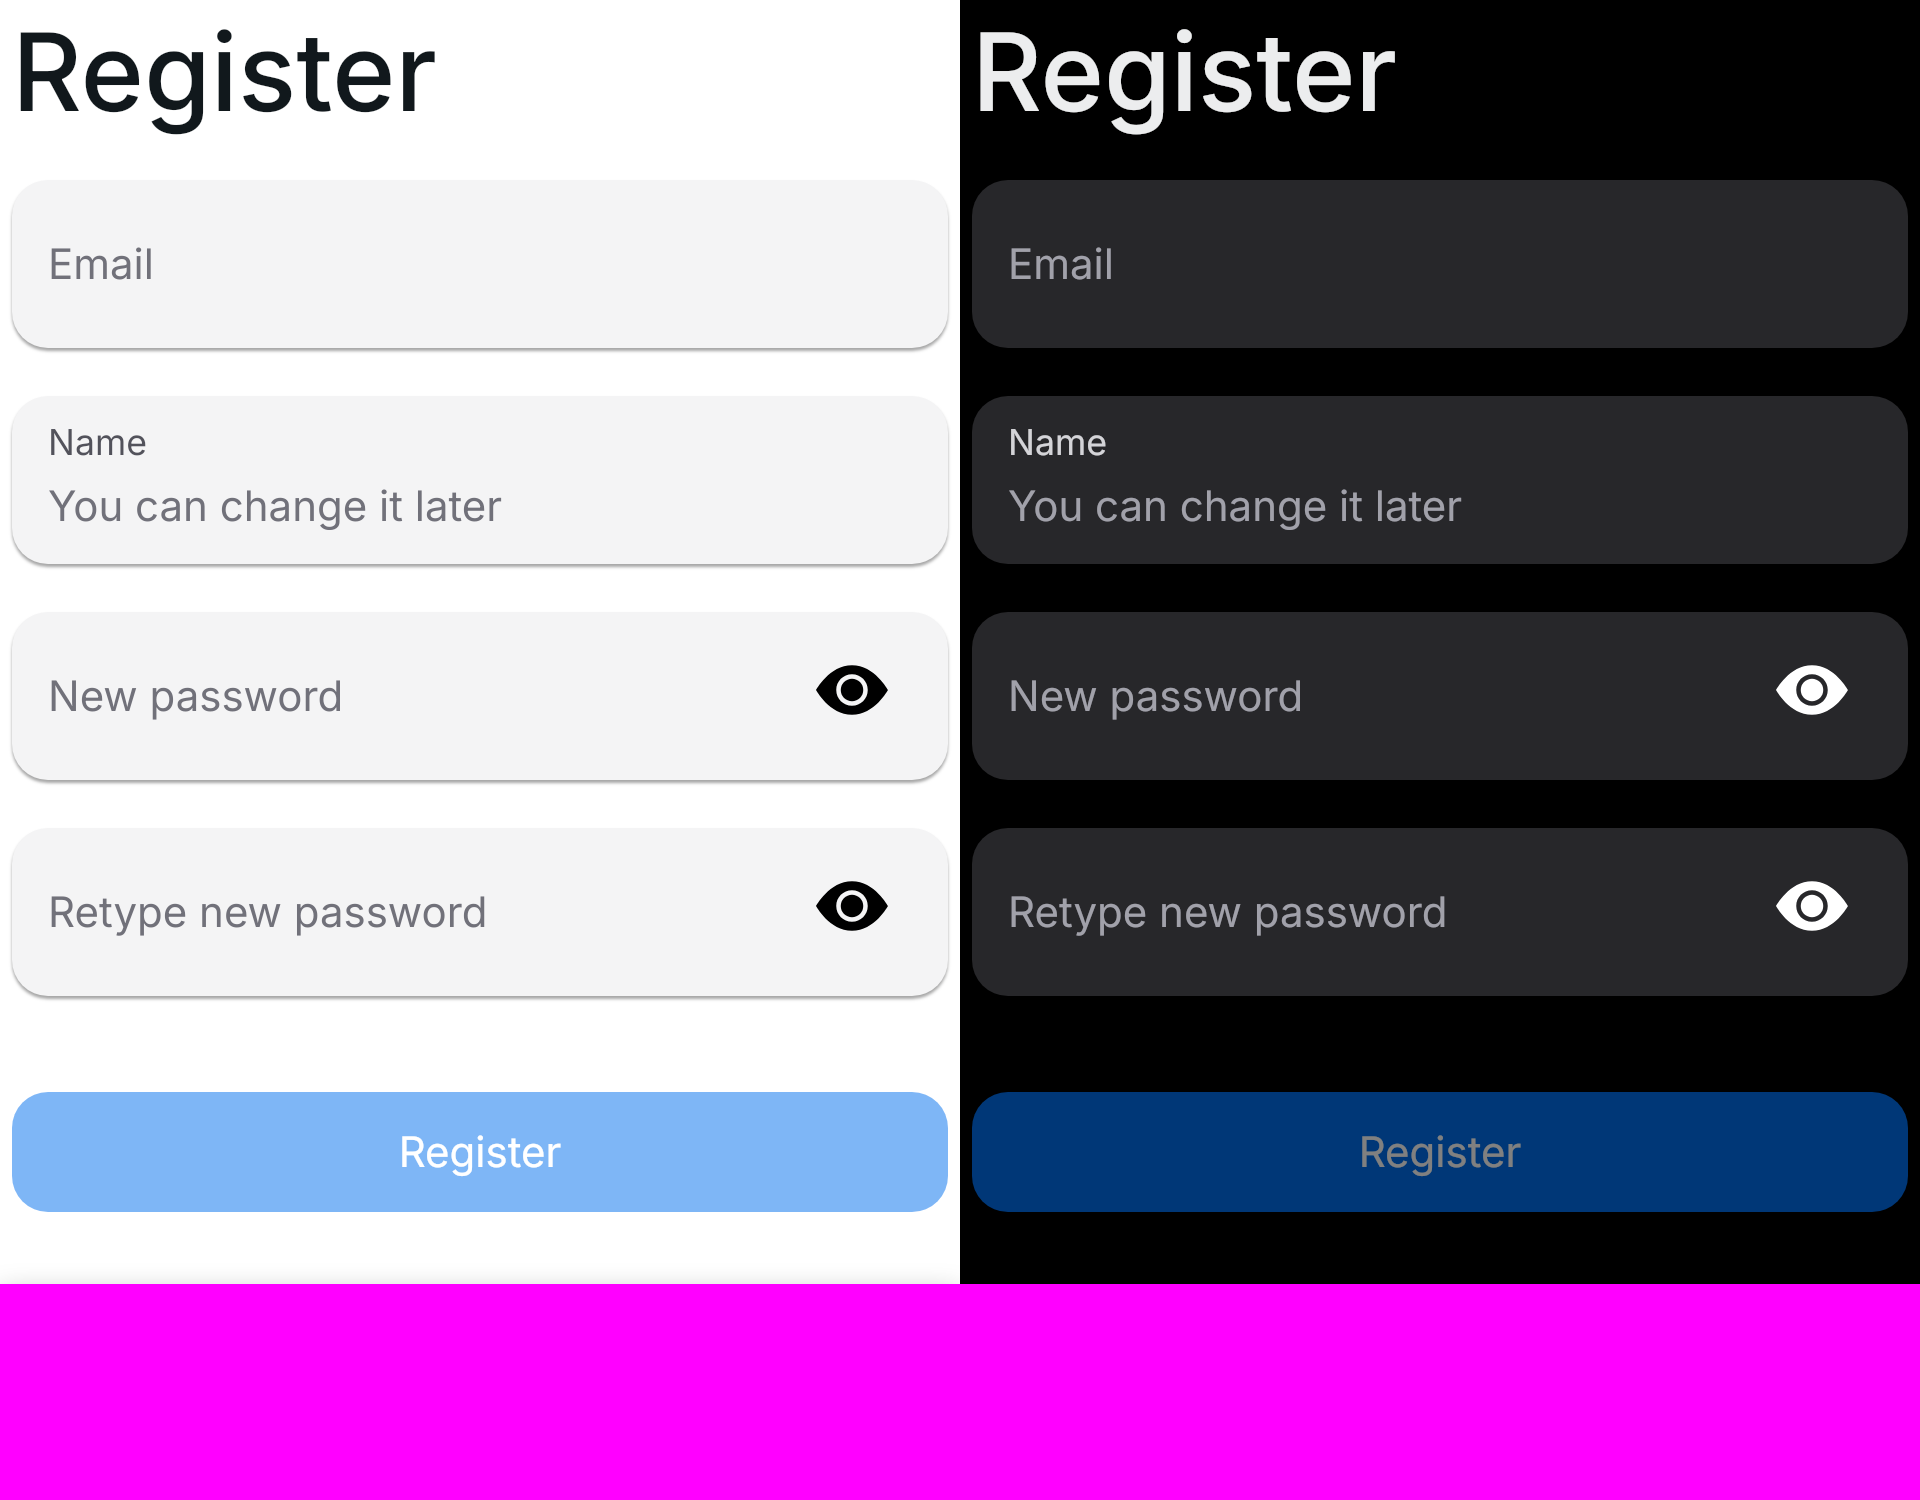 Register
Email
Name
You can change it later
New password
Retype new password
Register
Register
Email
Name
You can change it later
New password
Retype new password
Register